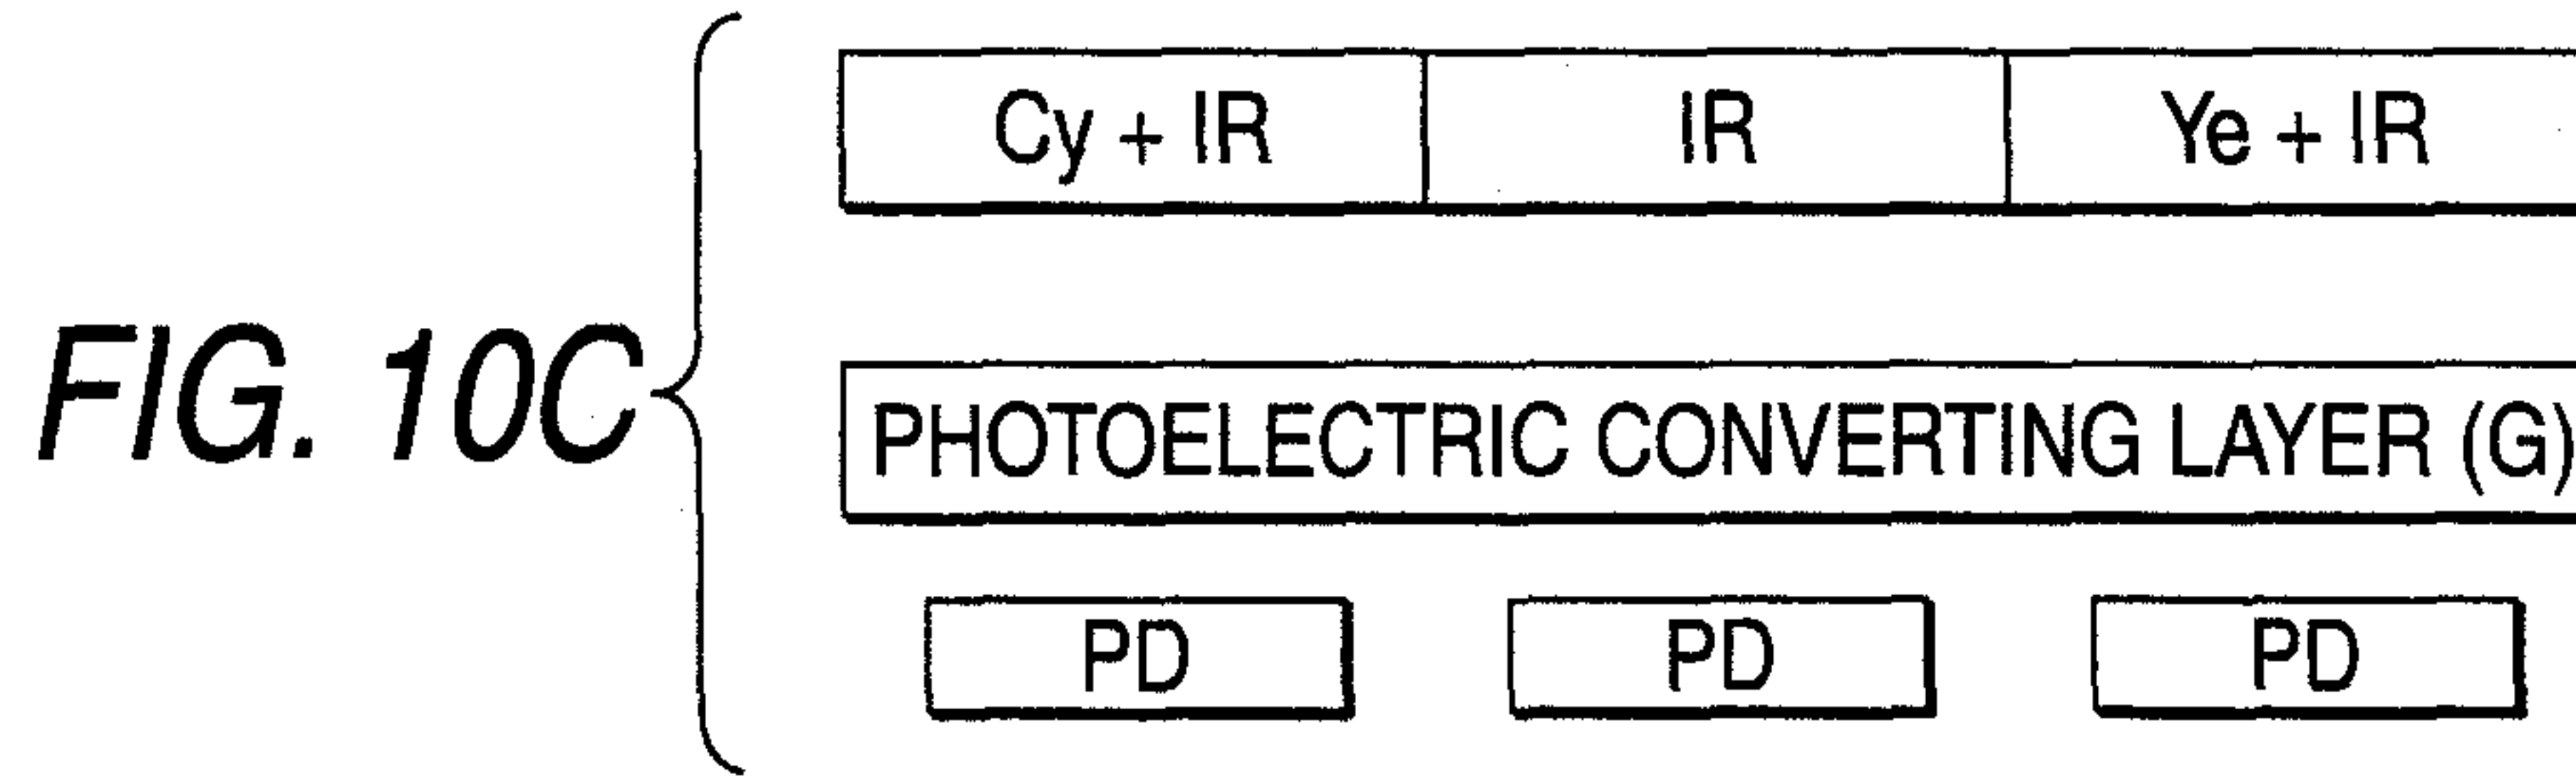 FIG. 10C
Cy + IR IR Ye + IR
PHOTOELECTRIC CONVERTING LAYER (G)
PD PD PD